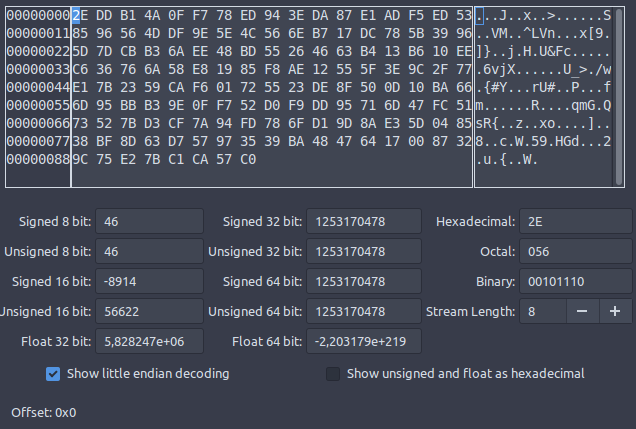 00000000 2E DD B1 4A 0F F7 78 ED 94 3E DA 87 E1 AD F5 ED 53 ...J..x..>......S
00000011 85 96 56 4D DF 9E 5E 4C 56 6E B7 17 DC 78 5B 39 96 ..VM..^LVn...x[9.
00000022 5D 7D CB B3 6A EE 48 BD 55 26 46 63 B4 13 B6 10 EE ]}..j.H.U&Fc.....
00000033 C6 36 76 6A 58 E8 19 85 F8 AE 12 55 5F 3E 9C 2F 77 .6vjX......U_>./w
00000044 E1 7B 23 59 CA F6 01 72 55 23 DE 8F 50 0D 10 BA 66 .{#Y...rU#..P...f
00000055 6D 95 BB B3 9E 0F F7 52 D0 F9 DD 95 71 6D 47 FC 51 m......R....qmG.Q
00000066 73 52 7B D3 CF 7A 94 FD 78 6F D1 9D 8A E3 5D 04 85 sR{..z..xo....]..
00000077 38 BF 8D 63 D1 57 97 35 39 BA 48 47 64 17 00 87 32 8..c.W.59.HGd...2
00000088 9C 75 E2 7B C1 CA 57 C0 .u.{..W.
Signed 8 bit: 46 Signed 32 bit: 1253170478 Hexadecimal: 2E
Unsigned 8 bit: 46 Unsigned 32 bit: 1253170478 Octal: 056
Signed 16 bit: -8914 Signed 64 bit: 1253170478 Binary: 00101110
Unsigned 16 bit: 56622 Unsigned 64 bit: 1253170478 Stream Length: 8 − +
Float 32 bit: 5,828247e+06 Float 64 bit: -2,203179e+219
Show little endian decoding Show unsigned and float as hexadecimal
Offset: 0x0